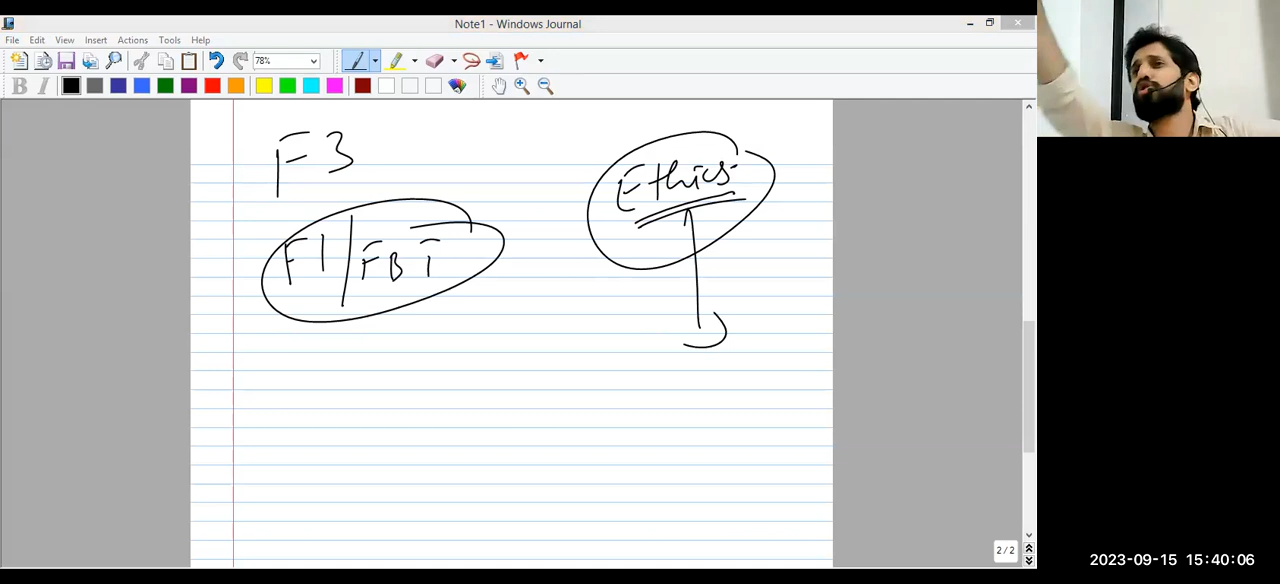 Note1 - Windows Journal
File Edit View Insert Actions Tools Help
78%
B I
F3
Ethics
F1 FBT
2 / 2
2023-09-15 15:40:06